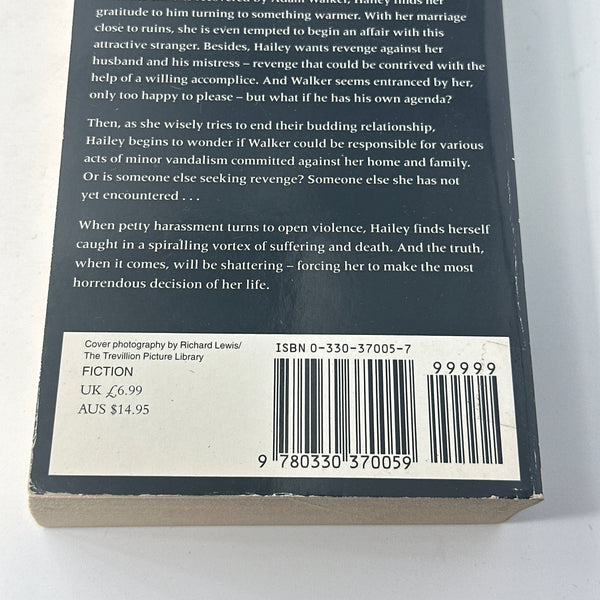 gratitude to him turning to something warmer. With her marriage
close to ruins, she is even tempted to begin an affair with this
attractive stranger. Besides, Hailey wants revenge against her
husband and his mistress – revenge that could be contrived with the
help of a willing accomplice. And Walker seems entranced by her,
only too happy to please – but what if he has his own agenda?
Then, as she wisely tries to end their budding relationship,
Hailey begins to wonder if Walker could be responsible for various
acts of minor vandalism committed against her home and family.
Or is someone else seeking revenge? Someone else she has not
yet encountered . . .
When petty harassment turns to open violence, Hailey finds herself
caught in a spiralling vortex of suffering and death. And the truth,
when it comes, will be shattering – forcing her to make the most
horrendous decision of her life.
Cover photography by Richard Lewis/
The Trevillion Picture Library
FICTION
UK £6.99
AUS $14.95
ISBN 0-330-37005-7
99999
9 780330 370059